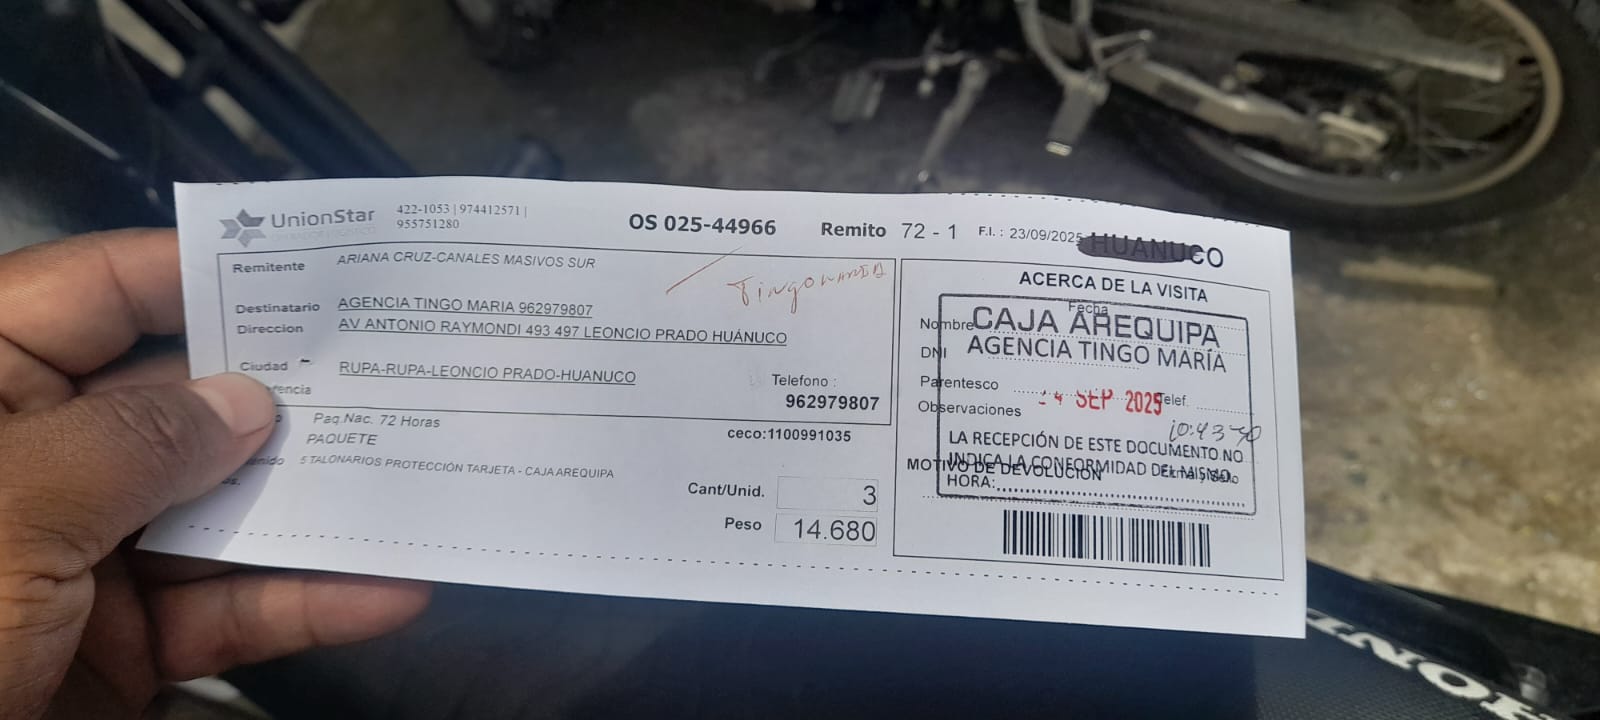 UnionStar
422-1053 | 974412571 |
955751280
OS 025-44966
Remito 72 - 1
F.I. : 23/09/2025
HUANUCO
Remitente ARIANA CRUZ-CANALES MASIVOS SUR
Tingo MARIA
Destinatario AGENCIA TINGO MARIA 962979807
Direccion AV ANTONIO RAYMONDI 493 497 LEONCIO PRADO HUÁNUCO
Ciudad RUPA-RUPA-LEONCIO PRADO-HUANUCO
Telefono :
962979807
Paq.Nac. 72 Horas
PAQUETE
ceco:1100991035
5 TALONARIOS PROTECCIÓN TARJETA - CAJA AREQUIPA
Cant/Unid. 3
Peso 14.680
ACERCA DE LA VISITA
Fecha
Nombre
DNI
Parentesco Telef.
Observaciones
MOTIVO DE DEVOLUCION
CAJA AREQUIPA
AGENCIA TINGO MARÍA
SEP 2025
LA RECEPCIÓN DE ESTE DOCUMENTO NO
INDICA LA CONFORMIDAD DEL MISMO
HORA:
HONDA